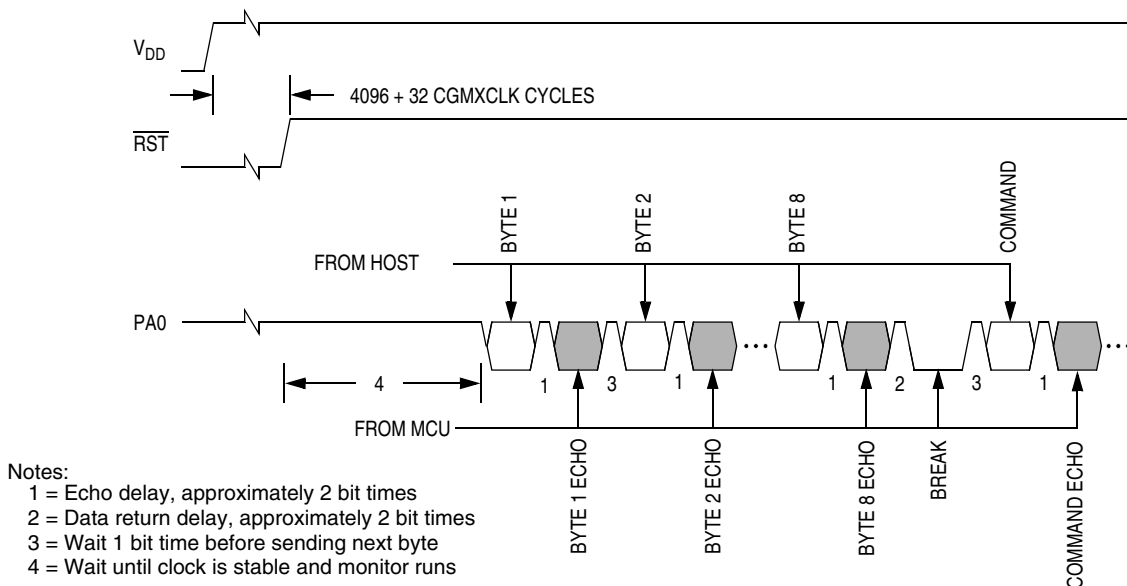 VDD
4096 + 32 CGMXCLK CYCLES
RST
BYTE 1
BYTE 2
BYTE 8
COMMAND
FROM HOST
PA0
4
1
3
1
1
2
3
1
FROM MCU
BYTE 1 ECHO
BYTE 2 ECHO
BYTE 8 ECHO
BREAK
COMMAND ECHO
Notes:
1 = Echo delay, approximately 2 bit times
2 = Data return delay, approximately 2 bit times
3 = Wait 1 bit time before sending next byte
4 = Wait until clock is stable and monitor runs